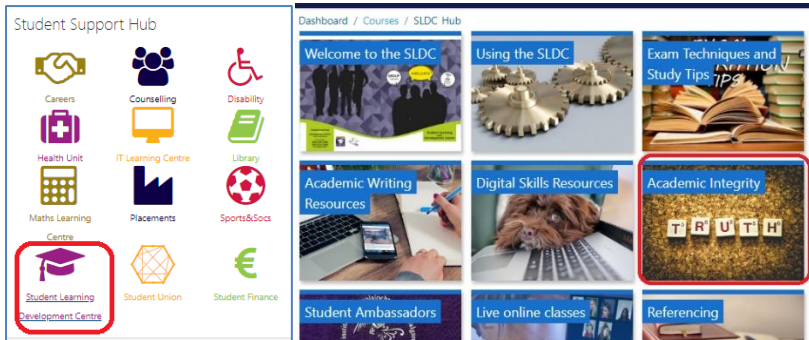 Student Support Hub
Careers
Counselling
Disability
Health Unit
IT Learning Centre
Library
Maths Learning
Centre
Placements
Sports&Socs
Student Learning
Development Centre
Student Union
Student Finance
Dashboard / Courses / SLDC Hub
Welcome to the SLDC
Using the SLDC
Exam Techniques and
Study Tips
TIPS
Academic Writing
Resources
Digital Skills Resources
Academic Integrity
TRUTH
Student Ambassadors
Live online classes
Referencing